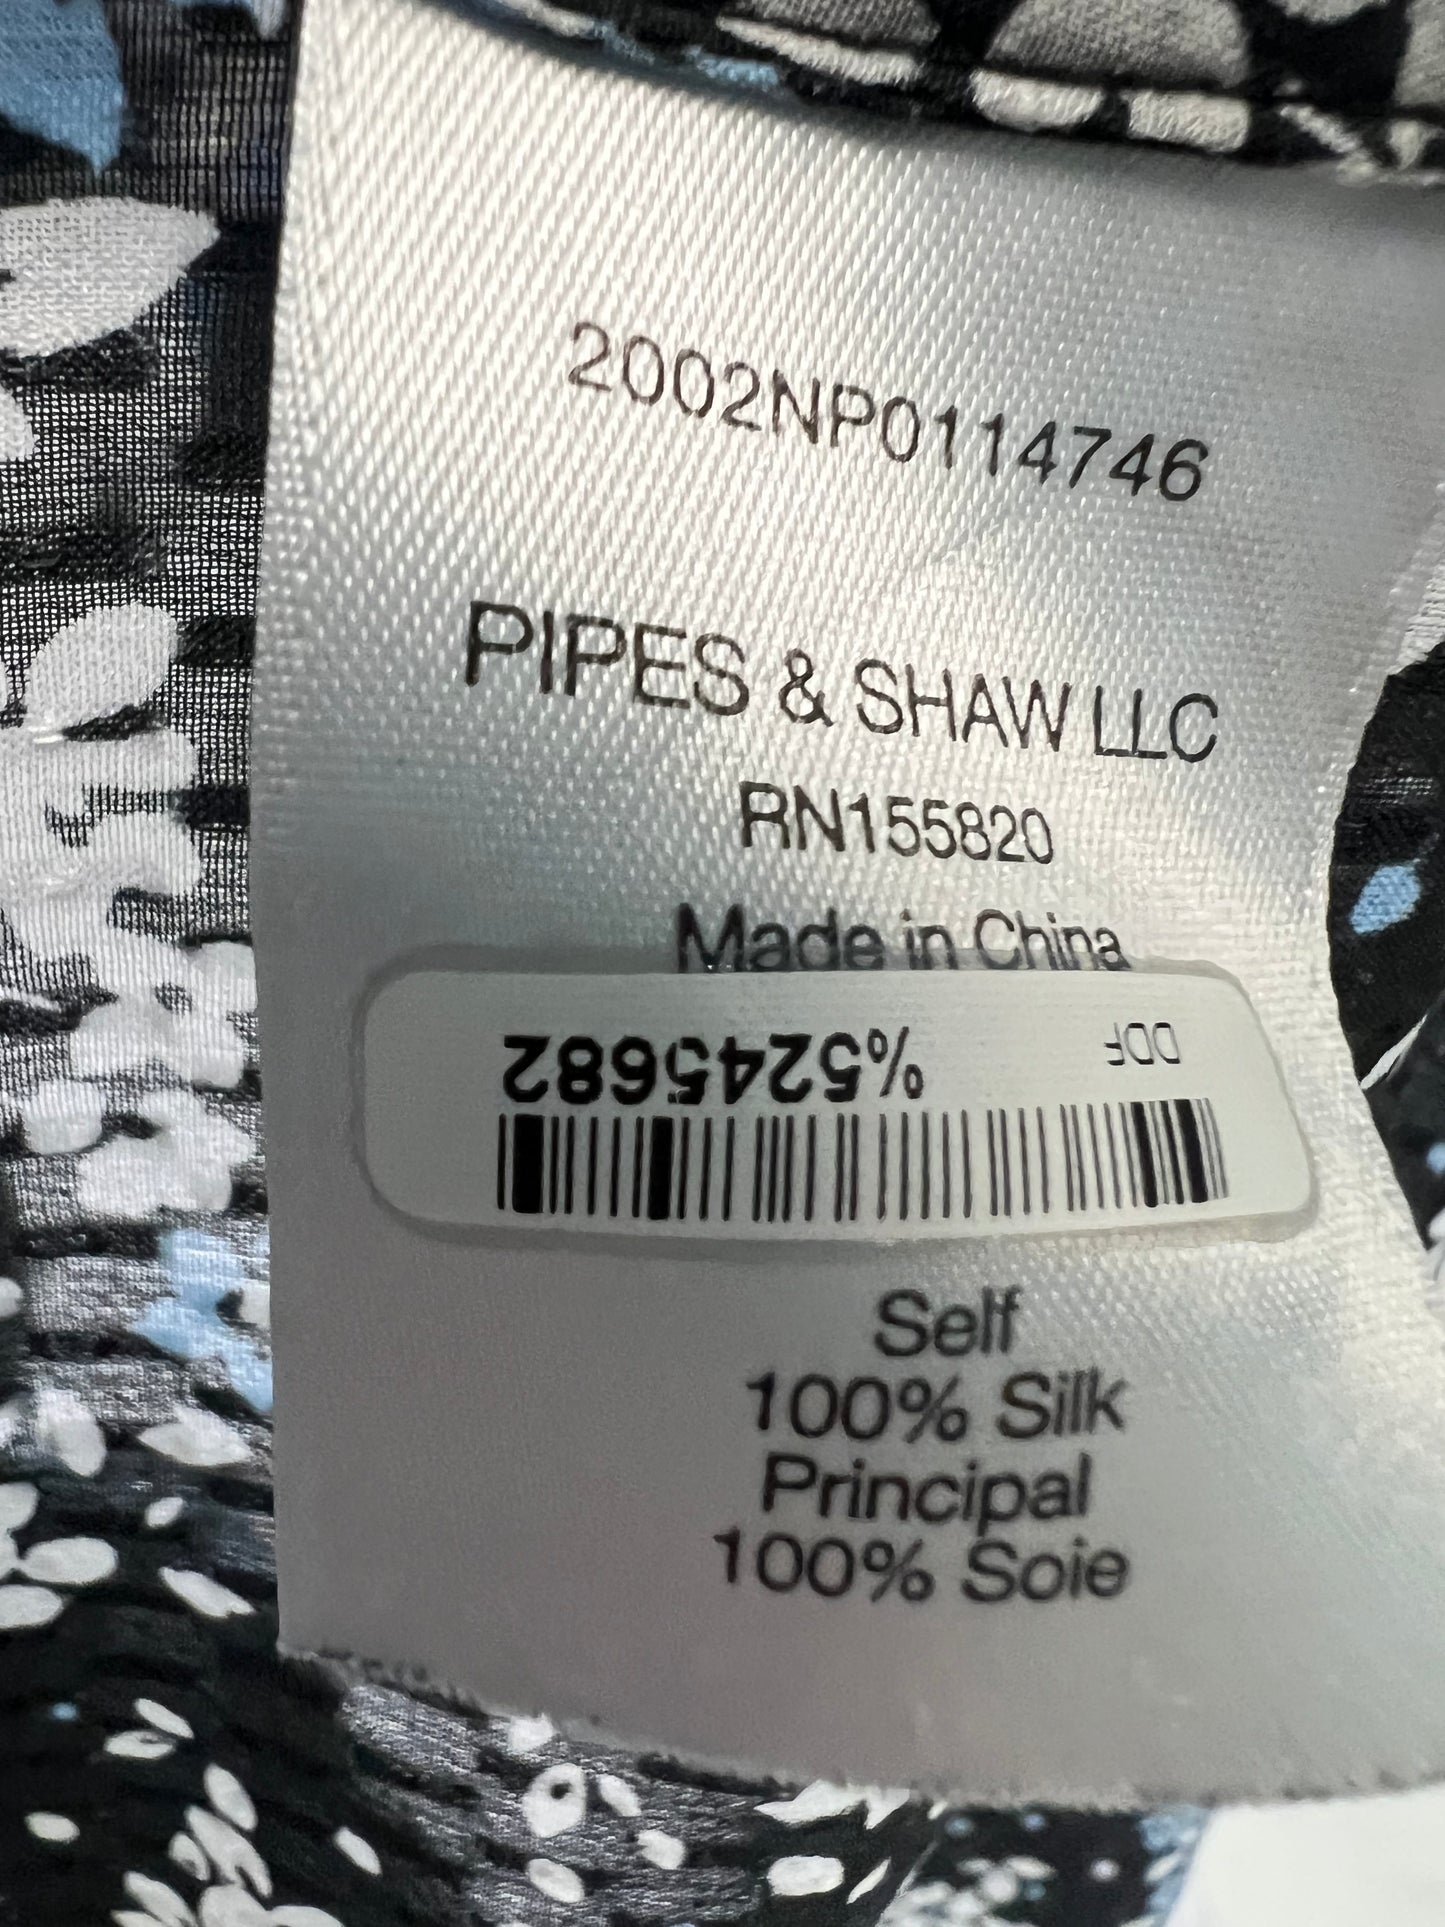 2002NP0114746
PIPES & SHAW LLC
RN155820
Made in China
%5245682
DDF
Self
100% Silk
Principal
100% Soie